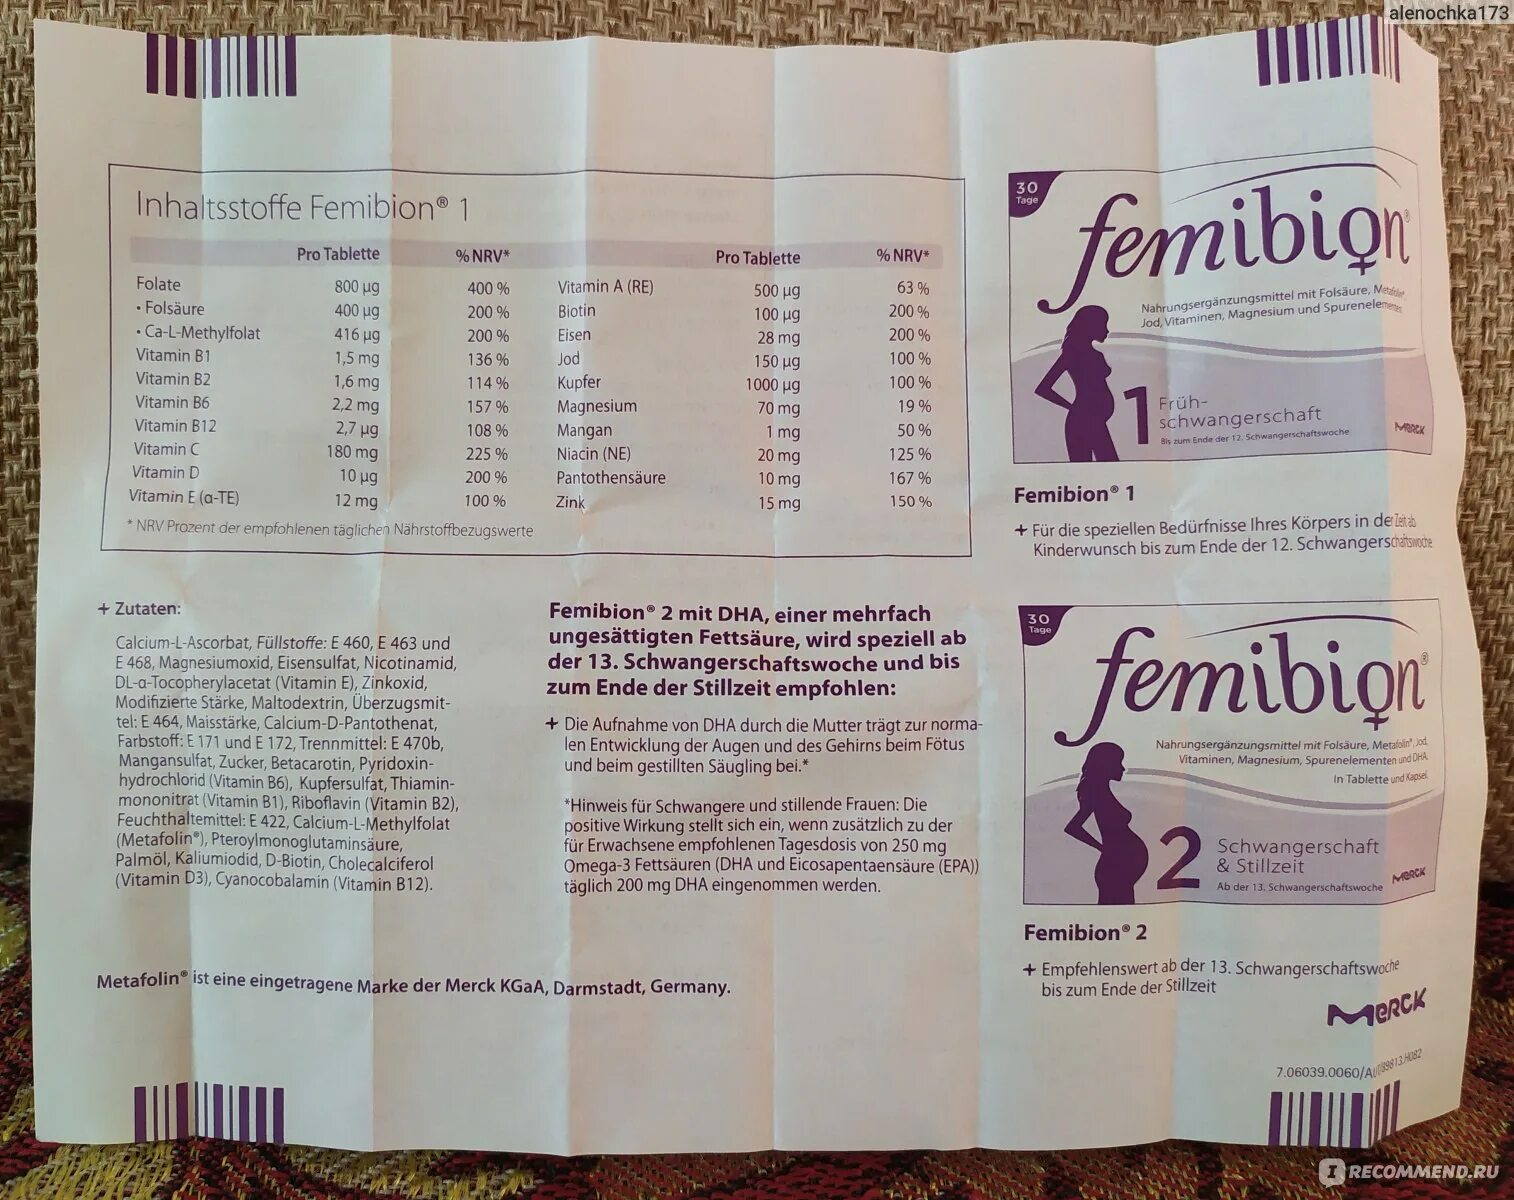 alenochka173
Inhaltsstoffe Femibion® 1
Pro Tablette % NRV* Pro Tablette % NRV*
Folate 800 µg 400 % Vitamin A (RE) 500 µg 63 %
• Folsäure 400 µg 200 % Biotin 100 µg 200 %
• Ca-L-Methylfolat 416 µg 200 % Eisen 28 mg 200 %
Vitamin B1 1,5 mg 136 % Jod 150 µg 100 %
Vitamin B2 1,6 mg 114 % Kupfer 1000 µg 100 %
Vitamin B6 2,2 mg 157 % Magnesium 70 mg 19 %
Vitamin B12 2,7 µg 108 % Mangan 1 mg 50 %
Vitamin C 180 mg 225 % Niacin (NE) 20 mg 125 %
Vitamin D 10 µg 200 % Pantothensäure 10 mg 167 %
Vitamin E (α-TE) 12 mg 100 % Zink 15 mg 150 %
* NRV Prozent der empfohlenen täglichen Nährstoffbezugswerte
30
Tage
femibion®
Nahrungsergänzungsmittel mit Folsäure, Metafolin®,
Jod, Vitaminen, Magnesium und Spurenelementen.
1 Früh-
schwangerschaft
Bis zum Ende der 12. Schwangerschaftswoche
MERCK
Femibion® 1
+ Für die speziellen Bedürfnisse Ihres Körpers in der Zeit ab
Kinderwunsch bis zum Ende der 12. Schwangerschaftswoche
+ Zutaten:
Calcium-L-Ascorbat, Füllstoffe: E 460, E 463 und
E 468, Magnesiumoxid, Eisensulfat, Nicotinamid,
DL-α-Tocopherylacetat (Vitamin E), Zinkoxid,
Modifizierte Stärke, Maltodextrin, Überzugsmit-
tel: E 464, Maisstärke, Calcium-D-Pantothenat,
Farbstoff: E 171 und E 172, Trennmittel: E 470b,
Mangansulfat, Zucker, Betacarotin, Pyridoxin-
hydrochlorid (Vitamin B6), Kupfersulfat, Thiamin-
mononitrat (Vitamin B1), Riboflavin (Vitamin B2),
Feuchthaltemittel: E 422, Calcium-L-Methylfolat
(Metafolin®), Pteroylmonoglutaminsäure,
Palmöl, Kaliumiodid, D-Biotin, Cholecalciferol
(Vitamin D3), Cyanocobalamin (Vitamin B12).
Femibion® 2 mit DHA, einer mehrfach
ungesättigten Fettsäure, wird speziell ab
der 13. Schwangerschaftswoche und bis
zum Ende der Stillzeit empfohlen:
+ Die Aufnahme von DHA durch die Mutter trägt zur norma-
len Entwicklung der Augen und des Gehirns beim Fötus
und beim gestillten Säugling bei.*
*Hinweis für Schwangere und stillende Frauen: Die
positive Wirkung stellt sich ein, wenn zusätzlich zu der
für Erwachsene empfohlenen Tagesdosis von 250 mg
Omega-3 Fettsäuren (DHA und Eicosapentaensäure (EPA))
täglich 200 mg DHA eingenommen werden.
30
Tage
femibion®
Nahrungsergänzungsmittel mit Folsäure, Metafolin®, Jod,
Vitaminen, Magnesium, Spurenelementen und DHA.
In Tablette und Kapsel.
2 Schwangerschaft
& Stillzeit
Ab der 13. Schwangerschaftswoche
MERCK
Femibion® 2
+ Empfehlenswert ab der 13. Schwangerschaftswoche
bis zum Ende der Stillzeit
Metafolin® ist eine eingetragene Marke der Merck KGaA, Darmstadt, Germany.
MERCK
7.06039.0060/AUT/89813.H082
IRECOMMEND.RU